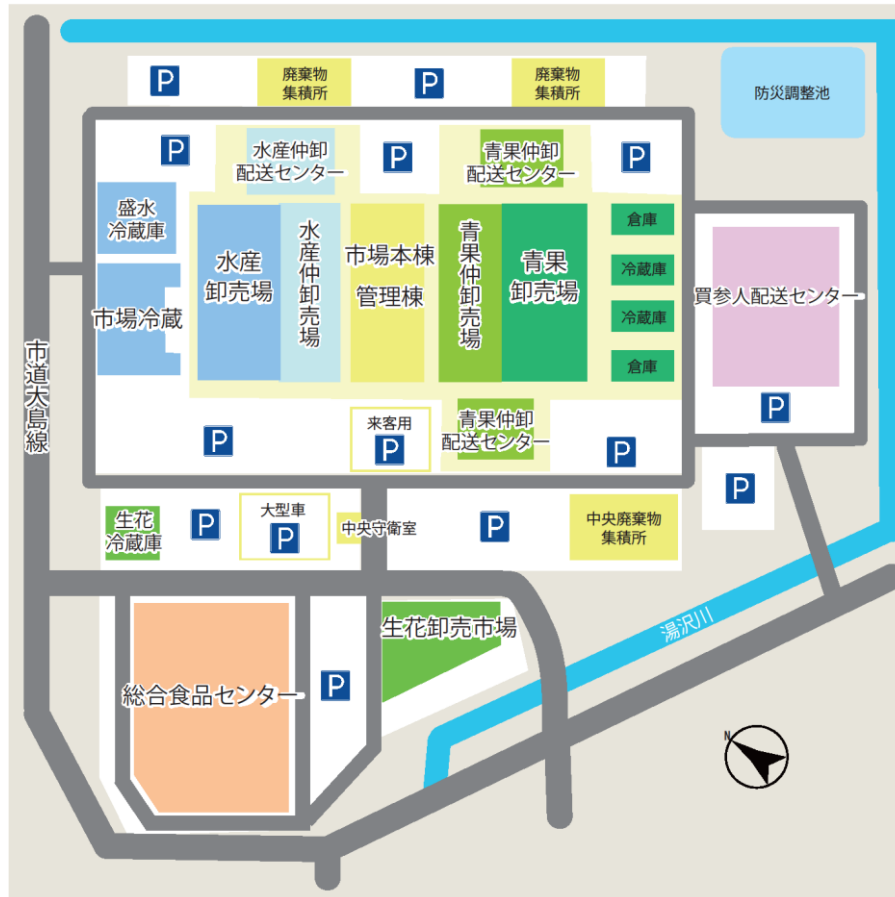 P
廃棄物
集積所
P
廃棄物
集積所
防災調整池
P
水産仲卸
配送センター
P
青果仲卸
配送センター
P
盛水
冷蔵庫
市場冷蔵
水産
卸売場
水産仲卸売場
市場本棟
管理棟
青果仲卸売場
青果
卸売場
倉庫
冷蔵庫
冷蔵庫
倉庫
買参人配送センター
P
市道大島線
P
来客用
P
青果仲卸
配送センター
P
P
生花
冷蔵庫
P
大型車
P
中央守衛室
P
中央廃棄物
集積所
湯沢川
生花卸売市場
総合食品センター
P
N